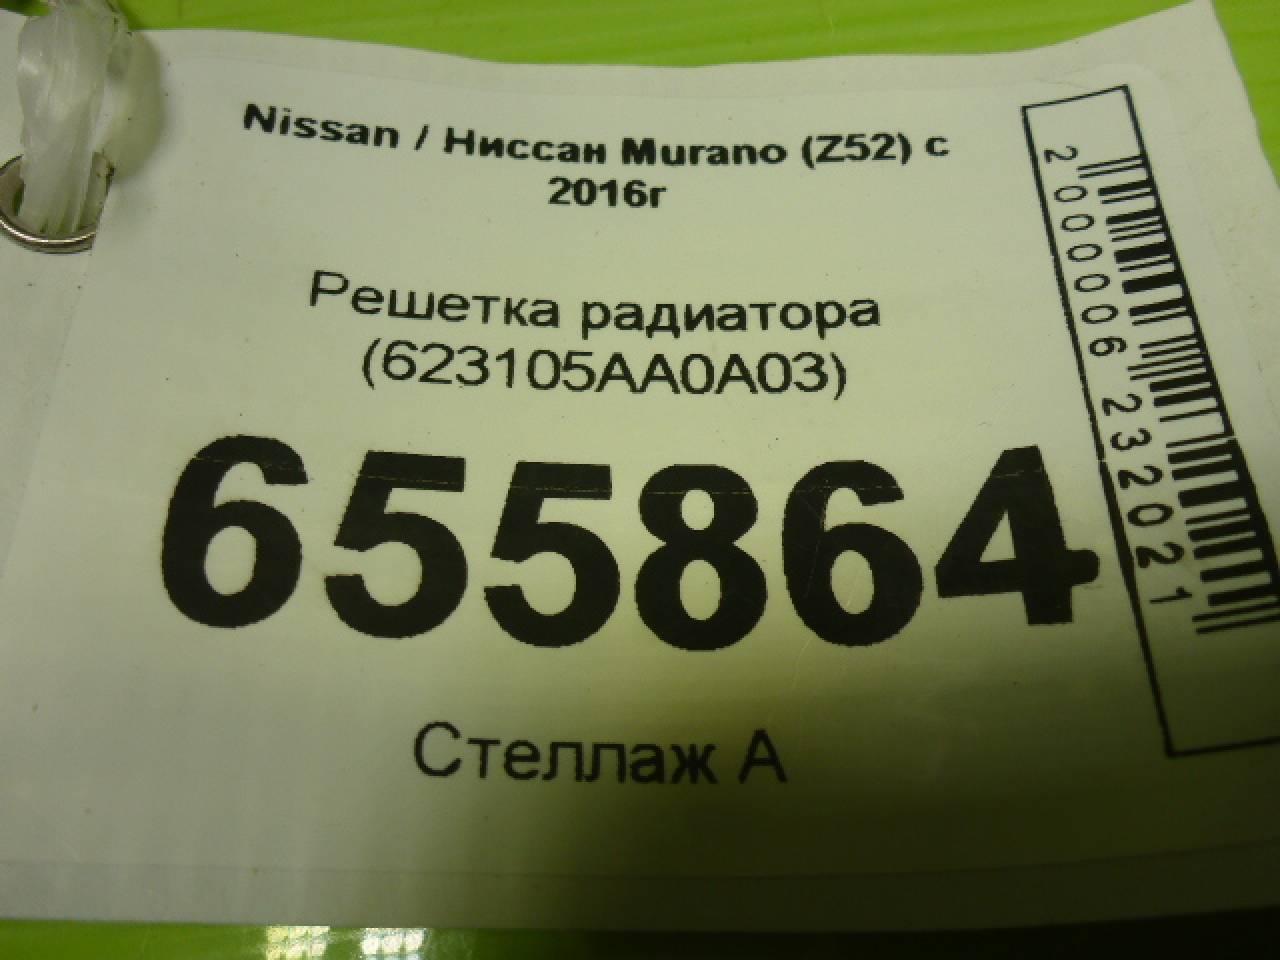 Nissan / Ниссан Murano (Z52) с
2016г
Решетка радиатора
(623105AA0A03)
655864
Стеллаж А
2000006232021